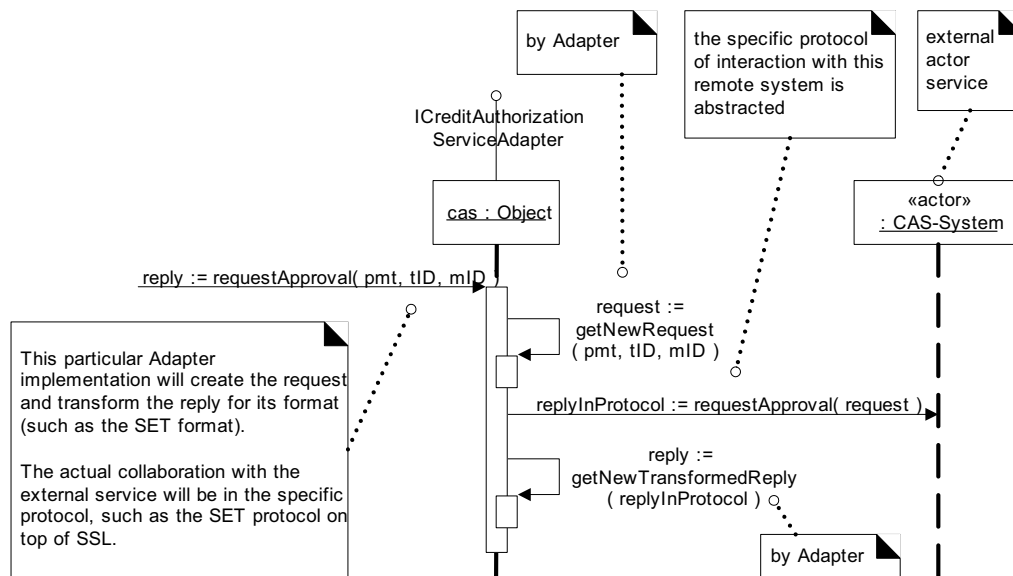 by Adapter
the specific protocol
of interaction with this
remote system is
abstracted
external
actor
service
ICreditAuthorization
ServiceAdapter
cas : Object
«actor»
: CAS-System
reply := requestApproval( pmt, tID, mID )
request :=
getNewRequest
( pmt, tID, mID )
This particular Adapter
implementation will create the request
and transform the reply for its format
(such as the SET format).
The actual collaboration with the
external service will be in the specific
protocol, such as the SET protocol on
top of SSL.
replyInProtocol := requestApproval( request )
reply :=
getNewTransformedReply
( replyInProtocol )
by Adapter